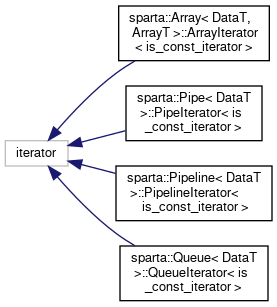 sparta::Array< DataT,
ArrayT >::ArrayIterator
< is_const_iterator >
sparta::Pipe< DataT
>::PipeIterator< is
_const_iterator >
iterator
sparta::Pipeline< DataT
>::PipelineIterator<
is_const_iterator >
sparta::Queue< DataT
>::QueueIterator< is
_const_iterator >